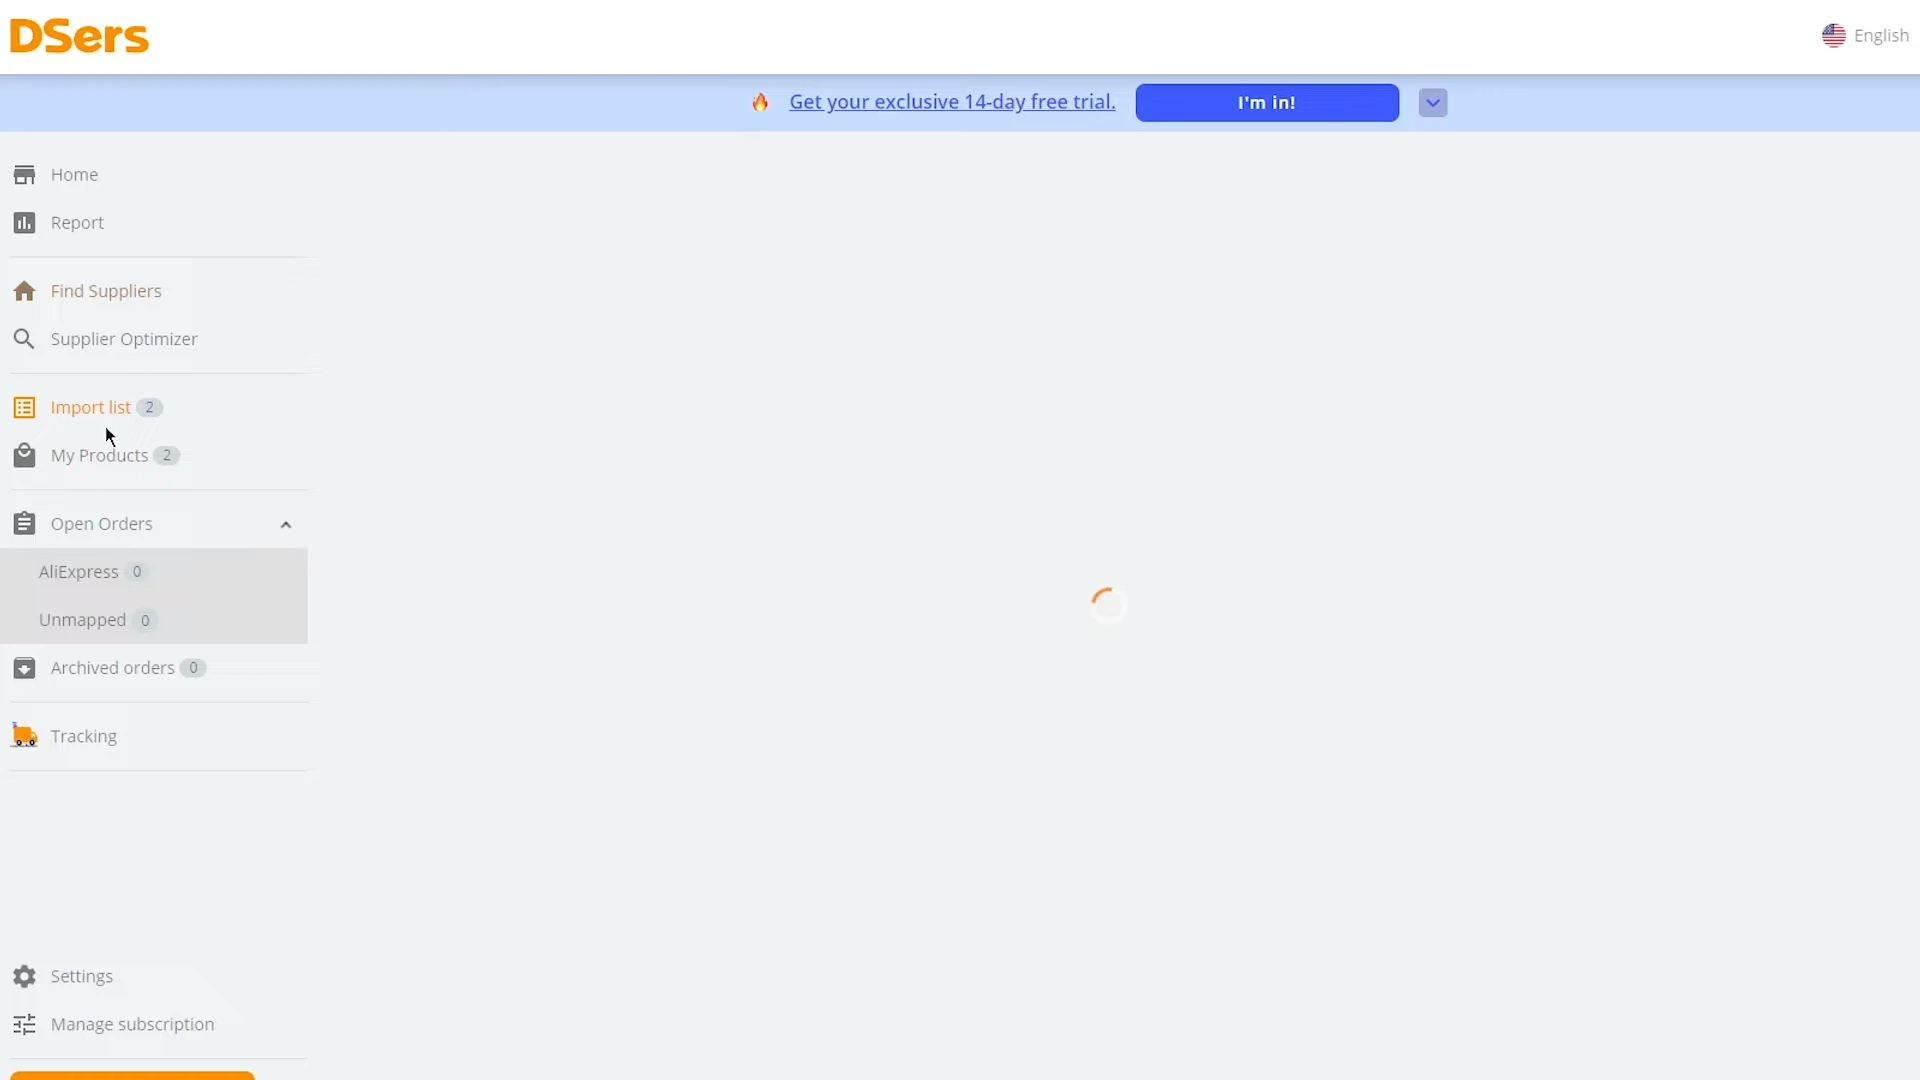 DSers
English
Get your exclusive 14-day free trial.
I'm in!
Home
Report
Find Suppliers
Supplier Optimizer
Import list 2
My Products 2
Open Orders
AliExpress 0
Unmapped 0
Archived orders 0
Tracking
Settings
Manage subscription